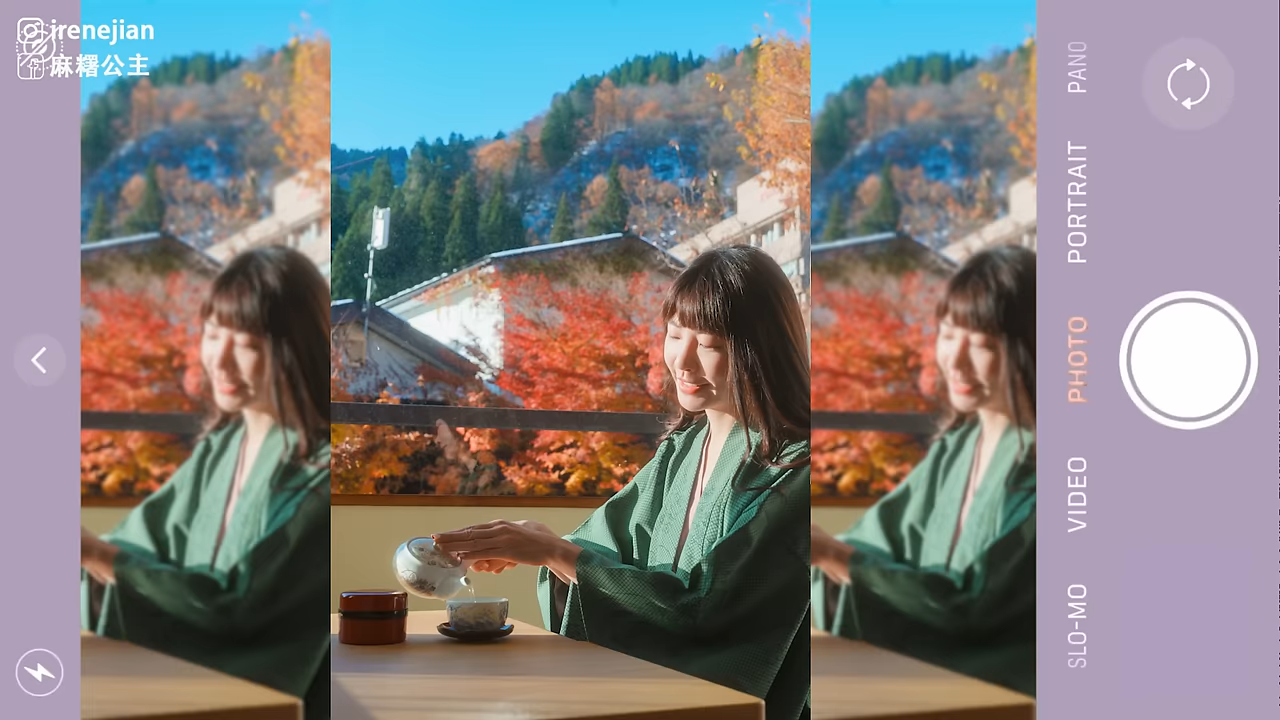 irenejian
麻糬公主
PANO
PORTRAIT
PHOTO
VIDEO
SLO-MO